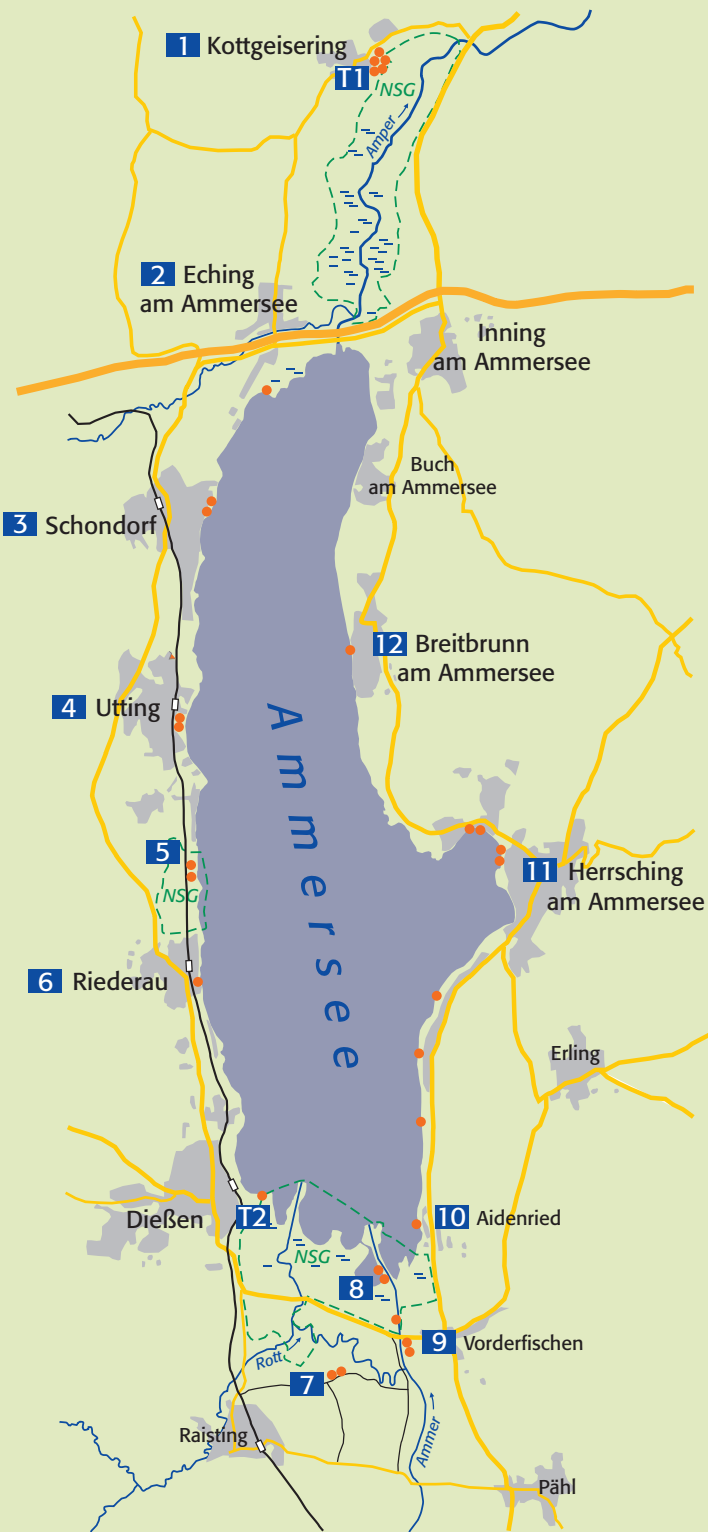 1 Kottgeisering
T1
NSG
Amper
2 Eching
am Ammersee
Inning
am Ammersee
Buch
am Ammersee
3 Schondorf
12 Breitbrunn
am Ammersee
4 Utting
Ammersee
5
NSG
11 Herrsching
am Ammersee
6 Riederau
Erling
T2
Dießen
10 Aidenried
NSG
8
9 Vorderfischen
Rott
7
Ammer
Raisting
Pähl